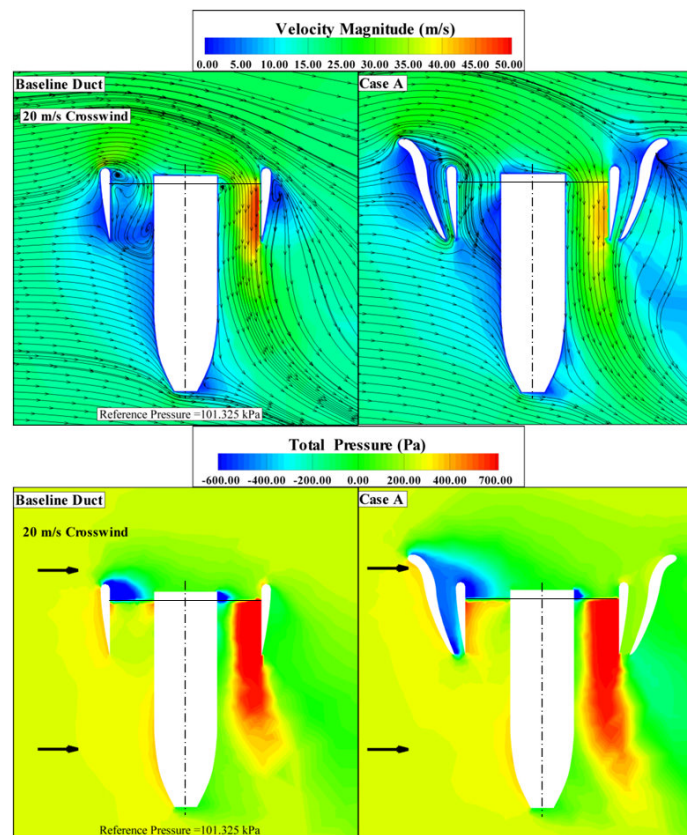 Velocity Magnitude (m/s)
0.00 5.00 10.00 15.00 20.00 25.00 30.00 35.00 40.00 45.00 50.00
Baseline Duct
Case A
20 m/s Crosswind
Reference Pressure =101.325 kPa
Total Pressure (Pa)
-600.00 -400.00 -200.00 0.00 200.00 400.00 700.00
Baseline Duct
Case A
20 m/s Crosswind
Reference Pressure =101.325 kPa